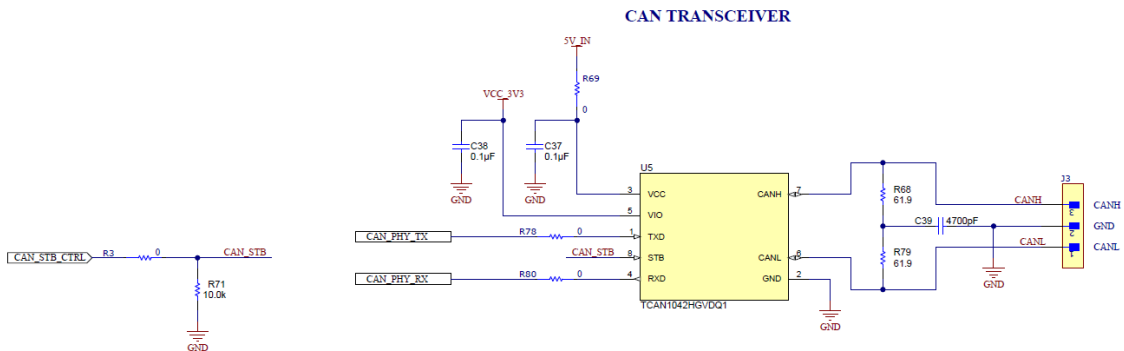 CAN TRANSCEIVER
5V_IN
R69
0
VCC_3V3
C38
0.1µF
C37
0.1µF
GND
GND
U5
3 VCC CANH 7
5 VIO
CAN_PHY_TX R78 0 1 TXD
CAN_STB 8 STB CANL 6
CAN_PHY_RX R80 0 4 RXD GND 2
TCAN1042HGVDQ1
GND
R68
61.9
C39 4700pF
R79
61.9
GND
J3
CANH 3 CANH
2 GND
CANL 1 CANL
CAN_STB_CTRL R3 0 CAN_STB
R71
10.0k
GND